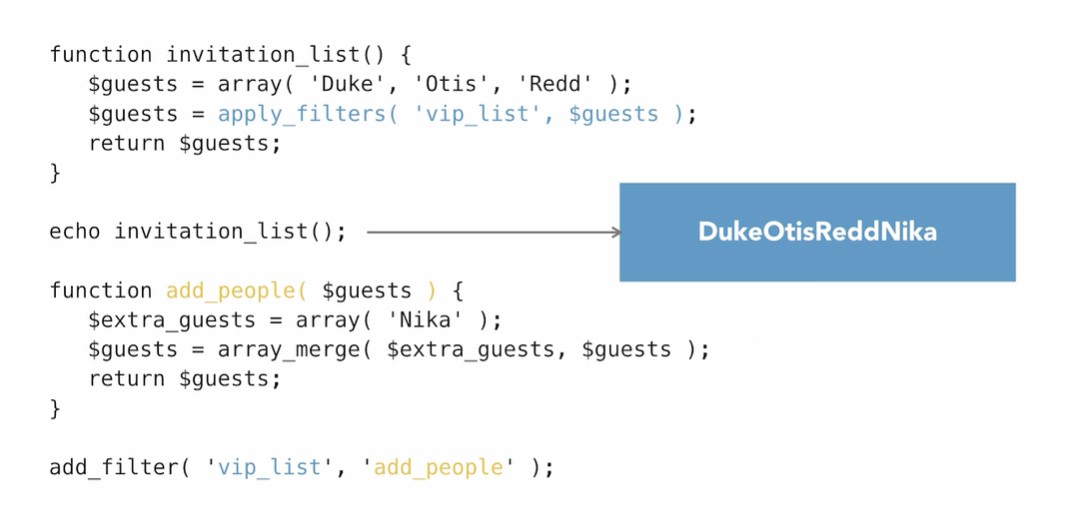 function invitation_list() {
   $guests = array( 'Duke', 'Otis', 'Redd' );
   $guests = apply_filters( 'vip_list', $guests );
   return $guests;
}
echo invitation_list();
DukeOtisReddNika
function add_people( $guests ) {
   $extra_guests = array( 'Nika' );
   $guests = array_merge( $extra_guests, $guests );
   return $guests;
}
add_filter( 'vip_list', 'add_people' );